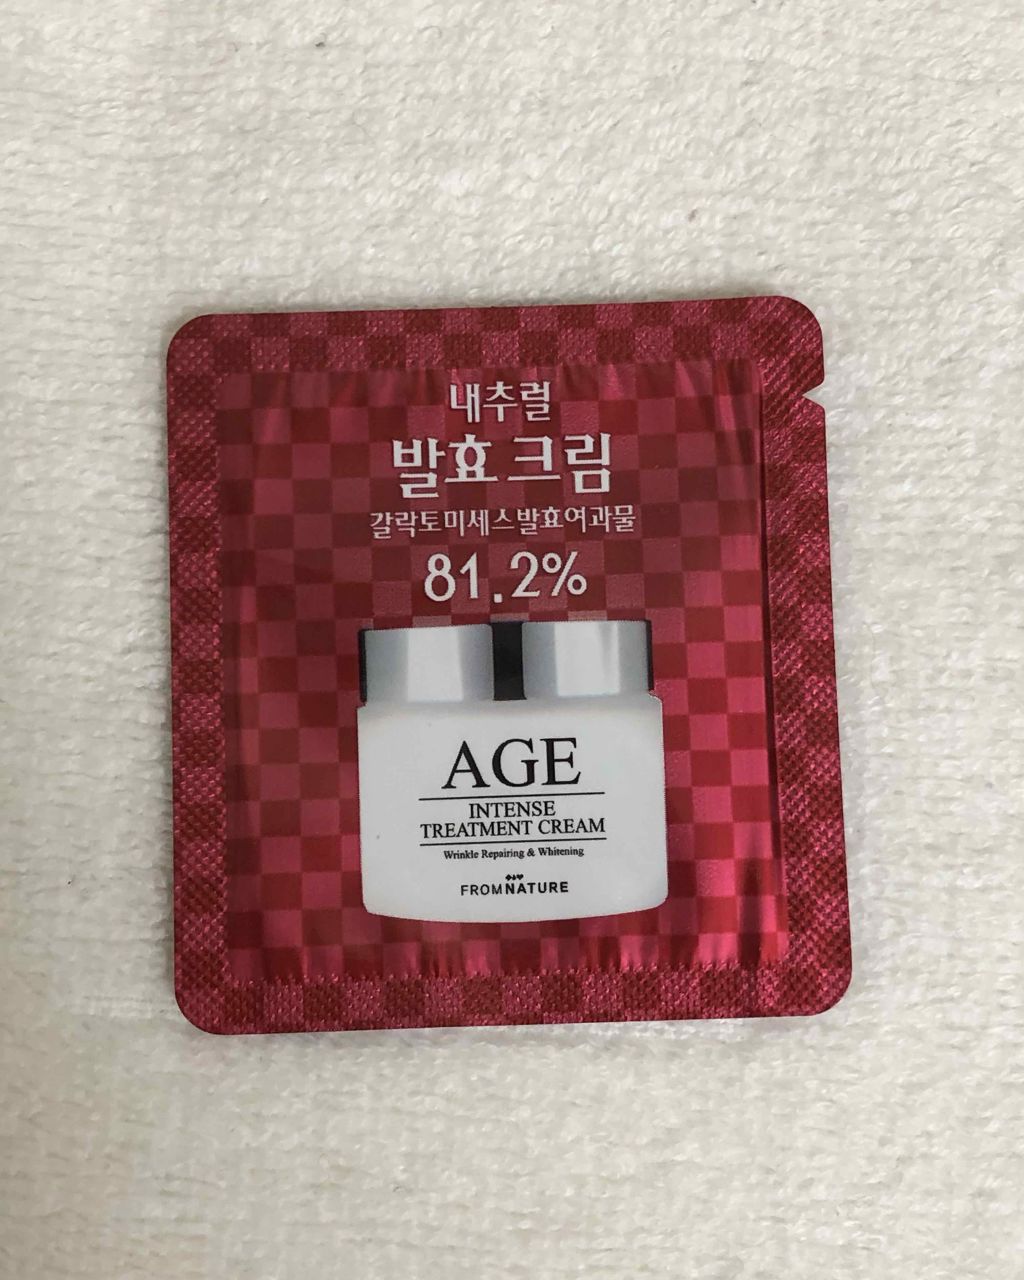 내추럴
발효 크림
갈락토미세스발효여과물
81.2%
AGE
INTENSE
TREATMENT CREAM
Wrinkle Repairing & Whitening
FROMNATURE